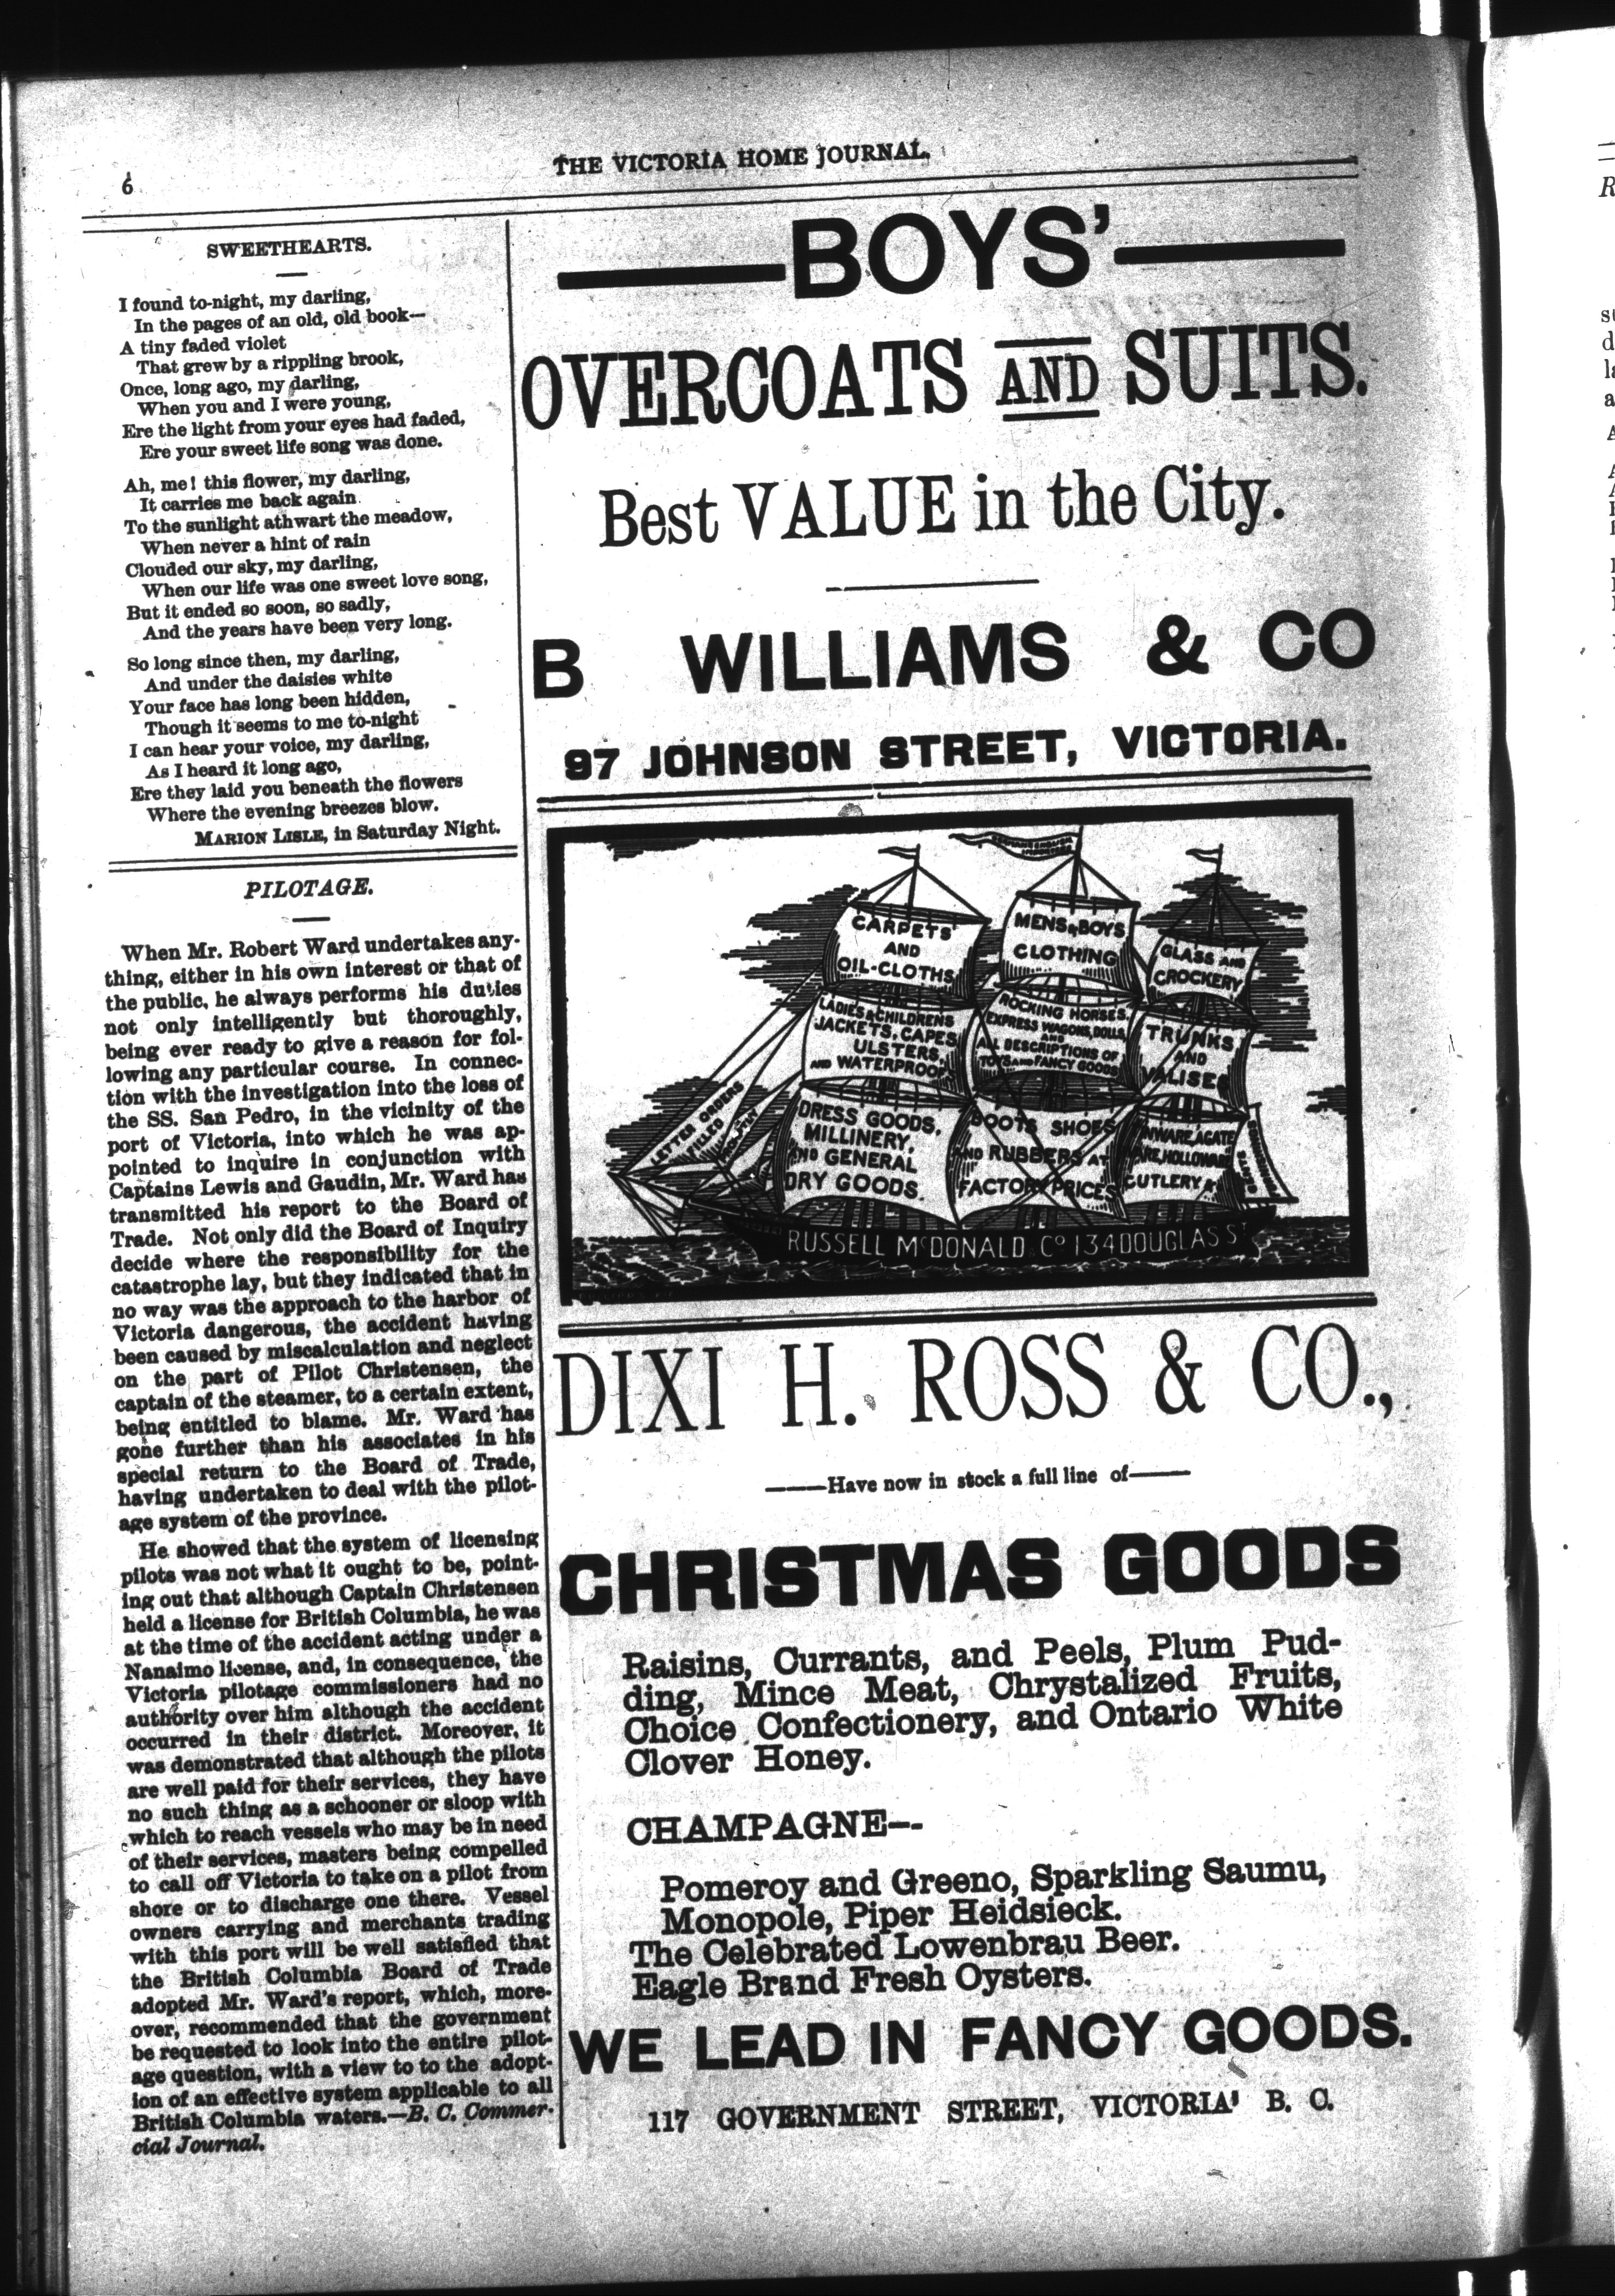 6
THE VICTORIA HOME JOURNAL.
SWEETHEARTS.
I found to-night, my darling,
In the pages of an old, old book—
A tiny faded violet
That grew by a rippling brook,
Once, long ago, my darling,
When you and I were young,
Ere the light from your eyes had faded,
Ere your sweet life song was done.
Ah, me! this flower, my darling,
It carries me back again
To the sunlight athwart the meadow,
When never a hint of rain
Clouded our sky, my darling,
When our life was one sweet love song,
But it ended so soon, so sadly,
And the years have been very long.
So long since then, my darling,
And under the daisies white
Your face has long been hidden,
Though it seems to me to-night
I can hear your voice, my darling,
As I heard it long ago,
Ere they laid you beneath the flowers
Where the evening breezes blow.
MARION LISLE, in Saturday Night.
PILOTAGE.
When Mr. Robert Ward undertakes any-
thing, either in his own interest or that of
the public, he always performs his duties
not only intelligently but thoroughly,
being ever ready to give a reason for fol-
lowing any particular course. In connec-
tion with the investigation into the loss of
the SS. San Pedro, in the vicinity of the
port of Victoria, into which he was ap-
pointed to inquire in conjunction with
Captains Lewis and Gaudin, Mr. Ward has
transmitted his report to the Board of
Trade. Not only did the Board of Inquiry
decide where the responsibility for the
catastrophe lay, but they indicated that in
no way was the approach to the harbor of
Victoria dangerous, the accident having
been caused by miscalculation and neglect
on the part of Pilot Christensen, the
captain of the steamer, to a certain extent,
being entitled to blame. Mr. Ward has
gone further than his associates in his
special return to the Board of Trade,
having undertaken to deal with the pilot-
age system of the province.
He showed that the system of licensing
pilots was not what it ought to be, point-
ing out that although Captain Christensen
held a license for British Columbia, he was
at the time of the accident acting under a
Nanaimo license, and, in consequence, the
Victoria pilotage commissioners had no
authority over him although the accident
occurred in their district. Moreover, it
was demonstrated that although the pilots
are well paid for their services, they have
no such thing as a schooner or sloop with
which to reach vessels who may be in need
of their services, masters being compelled
to call off Victoria to take on a pilot from
shore or to discharge one there. Vessel
owners carrying and merchants trading
with this port will be well satisfied that
the British Columbia Board of Trade
adopted Mr. Ward's report, which, more-
over, recommended that the government
be requested to look into the entire pilot-
age question, with a view to to the adopt-
ion of an effective system applicable to all
British Columbia waters.—B. C. Commer-
cial Journal.
BOYS'
OVERCOATS AND SUITS.
Best VALUE in the City.
B WILLIAMS & CO
97 JOHNSON STREET, VICTORIA.
CARPETS
AND
OIL-CLOTHS
MENS & BOYS
CLOTHING
GLASS AND
CROCKERY
LADIES & CHILDRENS
JACKETS, CAPES
ULSTERS,
AND WATERPROOF
ROCKING HORSES,
EXPRESS WAGONS, DOLLS,
AND
ALL DESCRIPTIONS OF
TOYS AND FANCY GOODS
TRUNKS
AND
VALISES
LETTER ORDERS
FILLED
DRESS GOODS,
MILLINERY,
AND GENERAL
DRY GOODS.
BOOTS SHOES
AND RUBBERS AT
FACTORY PRICES
AGATE
CUTLERY
RUSSELL McDONALD Co 134 DOUGLAS ST
DIXI H. ROSS & CO.,
——Have now in stock a full line of——
CHRISTMAS GOODS
Raisins, Currants, and Peels, Plum Pud-
ding, Mince Meat, Chrystalized Fruits,
Choice Confectionery, and Ontario White
Clover Honey.
CHAMPAGNE--
Pomeroy and Greeno, Sparkling Saumu,
Monopole, Piper Heidsieck.
The Celebrated Lowenbrau Beer.
Eagle Brand Fresh Oysters.
WE LEAD IN FANCY GOODS.
117 GOVERNMENT STREET, VICTORIA' B. C.